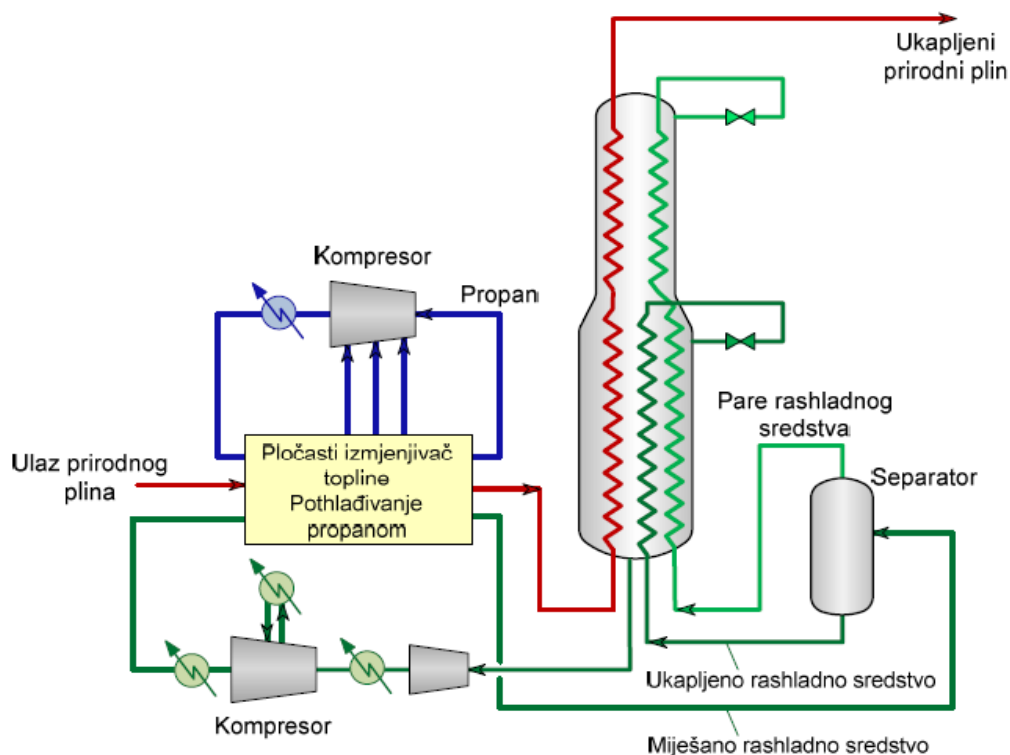 Ukapljeni
prirodni plin
Kompresor
Propan
Pare rashladnog
sredstva
Ulaz prirodnog
plina
Pločasti izmjenjivač
topline
Pothlađivanje
propanom
Separator
Ukapljeno rashladno sredstvo
Kompresor
Miješano rashladno sredstvo